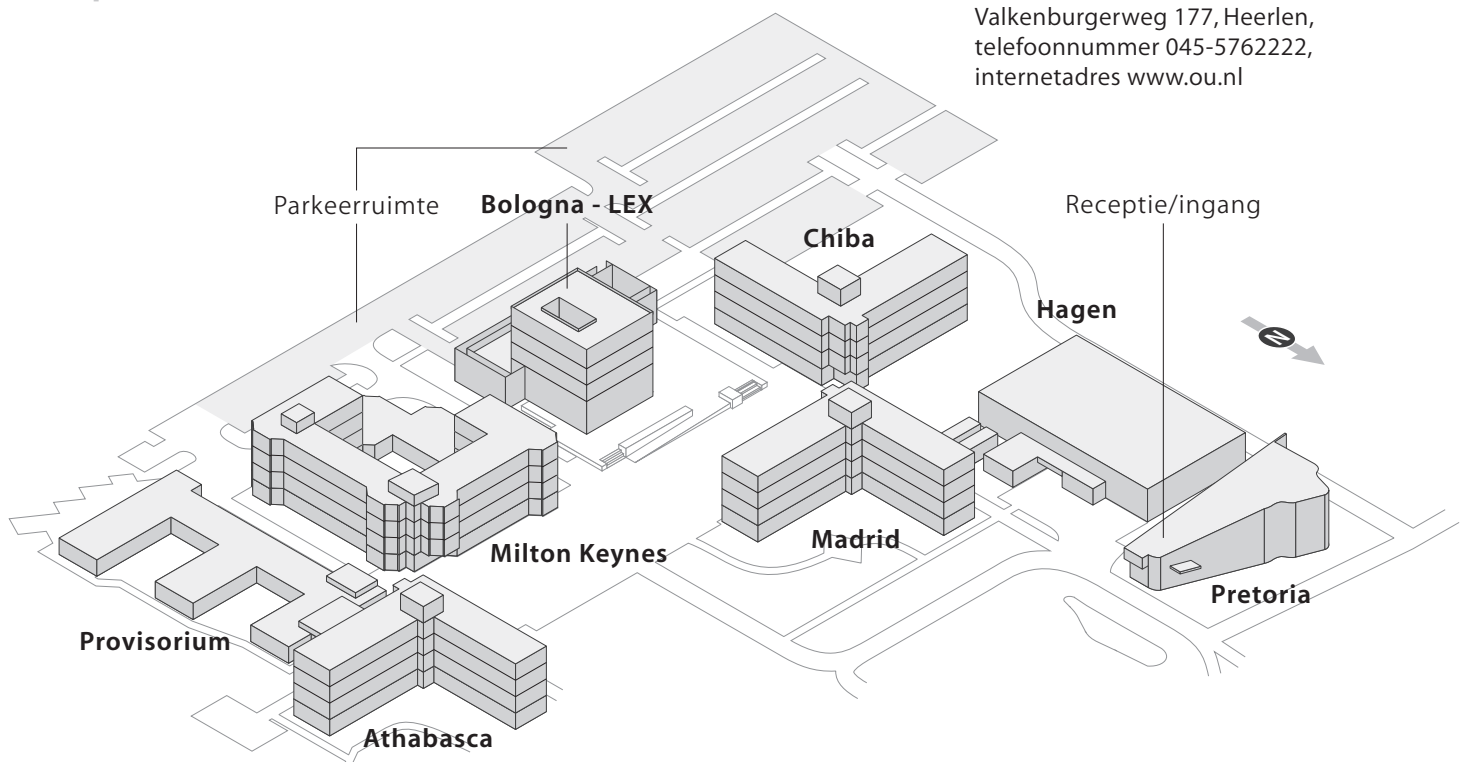 Valkenburgerweg 177, Heerlen,
telefoonnummer 045-5762222,
internetadres www.ou.nl
Parkeerruimte
Bologna - LEX
Receptie/ingang
Chiba
Hagen
N
Madrid
Milton Keynes
Pretoria
Provisorium
Athabasca